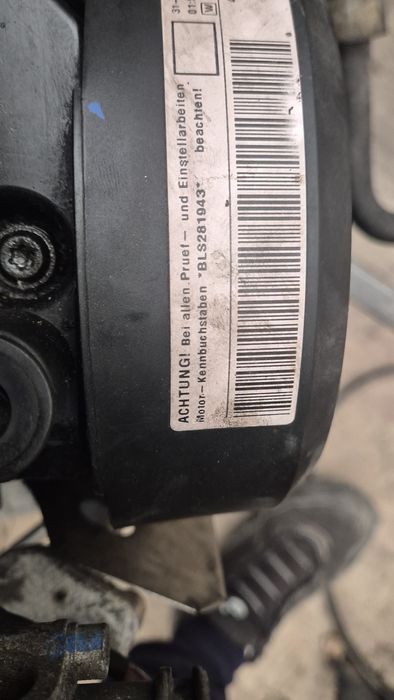 ACHTUNG! Bei allen Pruef- und Einstellarbeiten
Motor-Kennbuchstaben *BLS281943* beachten!